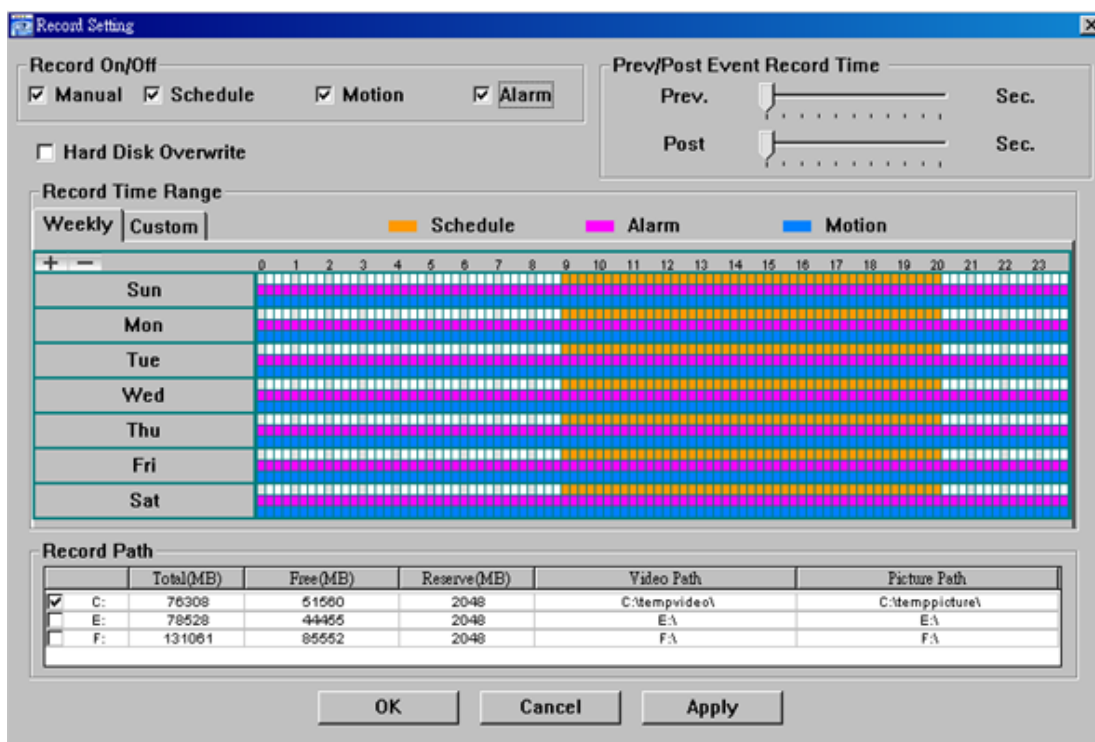 Record Setting
Record On/Off
Manual Schedule Motion Alarm
Prev/Post Event Record Time
Prev. Sec.
Post Sec.
Hard Disk Overwrite
Record Time Range
Weekly Custom Schedule Alarm Motion
+ − 0 1 2 3 4 5 6 7 8 9 10 11 12 13 14 15 16 17 18 19 20 21 22 23
Sun
Mon
Tue
Wed
Thu
Fri
Sat
Record Path
Total(MB) Free(MB) Reserve(MB) Video Path Picture Path
C: 76308 51560 2048 C:\tempvideo\ C:\temppicture\
E: 78528 44455 2048 E:\ E:\
F: 131061 85552 2048 F:\ F:\
OK Cancel Apply